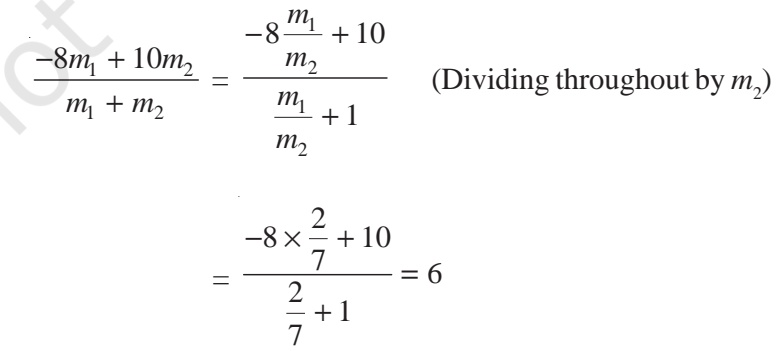 not
(-8m₁ + 10m₂)/(m₁ + m₂) = (-8 m₁/m₂ + 10)/(m₁/m₂ + 1) (Dividing throughout by m₂)
= (-8 × 2/7 + 10)/(2/7 + 1) = 6